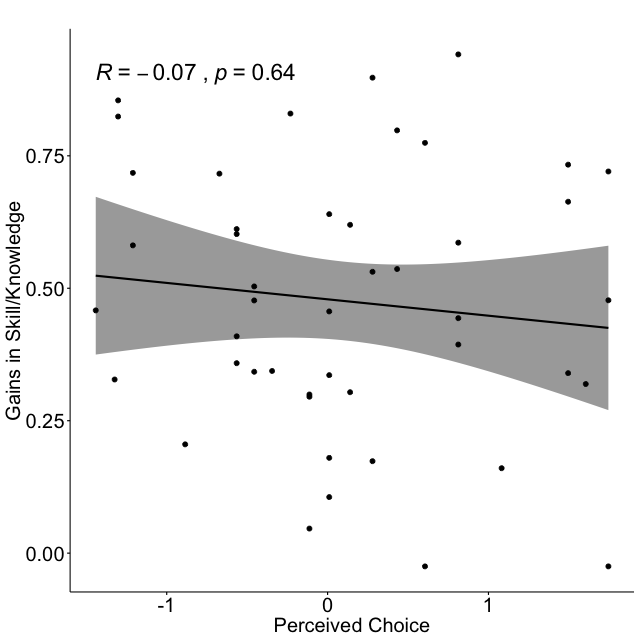 R = −0.07 , p = 0.64
0.75
0.50
0.25
0.00
Gains in Skill/Knowledge
-1 0 1
Perceived Choice